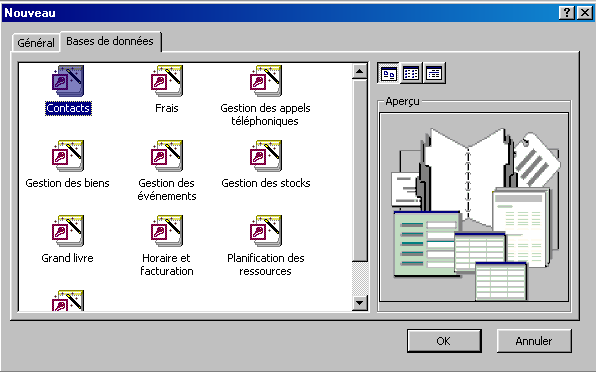 Nouveau
Général
Bases de données
Contacts
Frais
Gestion des appels
téléphoniques
Gestion des biens
Gestion des
événements
Gestion des stocks
Grand livre
Horaire et
facturation
Planification des
ressources
Aperçu
OK
Annuler